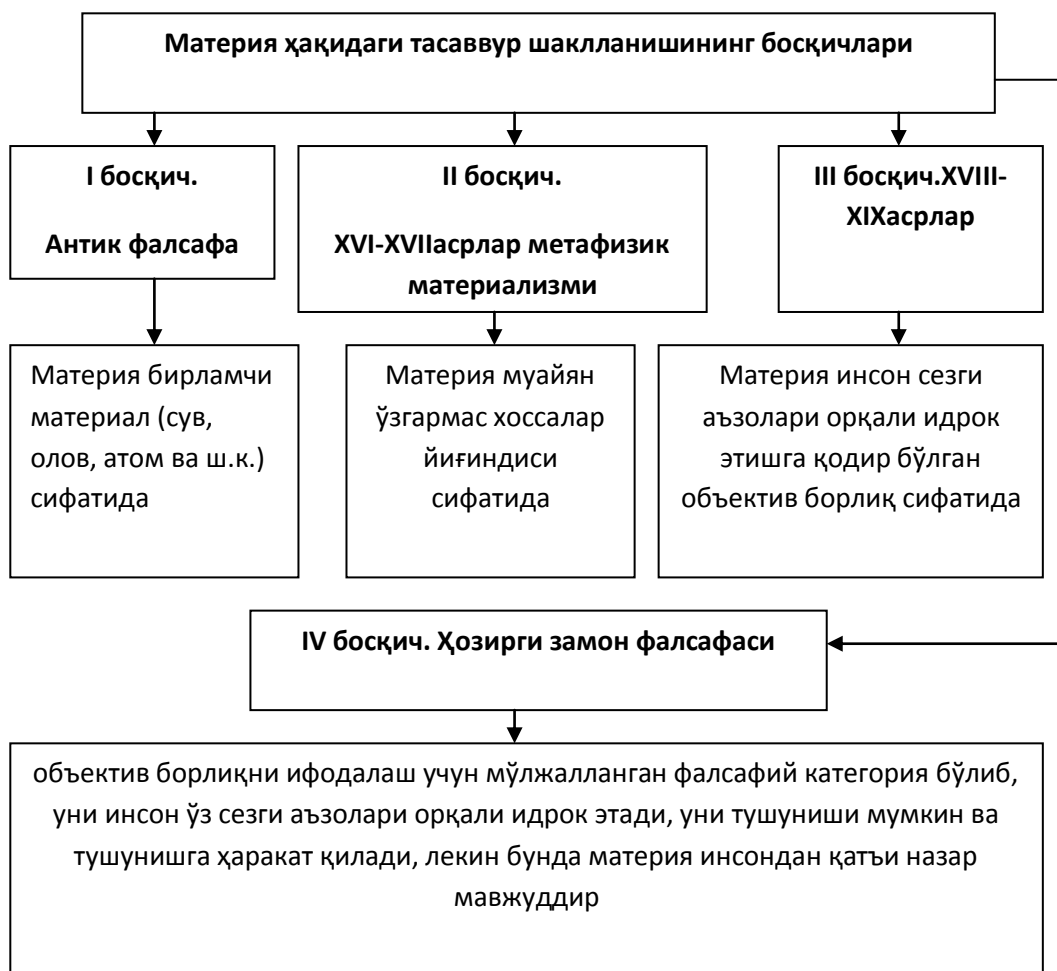 Материя ҳақидаги тасаввур шаклланишининг босқичлари
I босқич.
Антик фалсафа
II босқич.
XVI-XVIIасрлар метафизик
материализми
III босқич.XVIII-
XIXасрлар
Материя бирламчи
материал (сув,
олов, атом ва ш.к.)
сифатида
Материя муайян
ўзгармас хоссалар
йиғиндиси
сифатида
Материя инсон сезги
аъзолари орқали идрок
этишга қодир бўлган
объектив борлиқ сифатида
IV босқич. Ҳозирги замон фалсафаси
объектив борлиқни ифодалаш учун мўлжалланган фалсафий категория бўлиб,
уни инсон ўз сезги аъзолари орқали идрок этади, уни тушуниши мумкин ва
тушунишга ҳаракат қилади, лекин бунда материя инсондан қатъи назар
мавжуддир